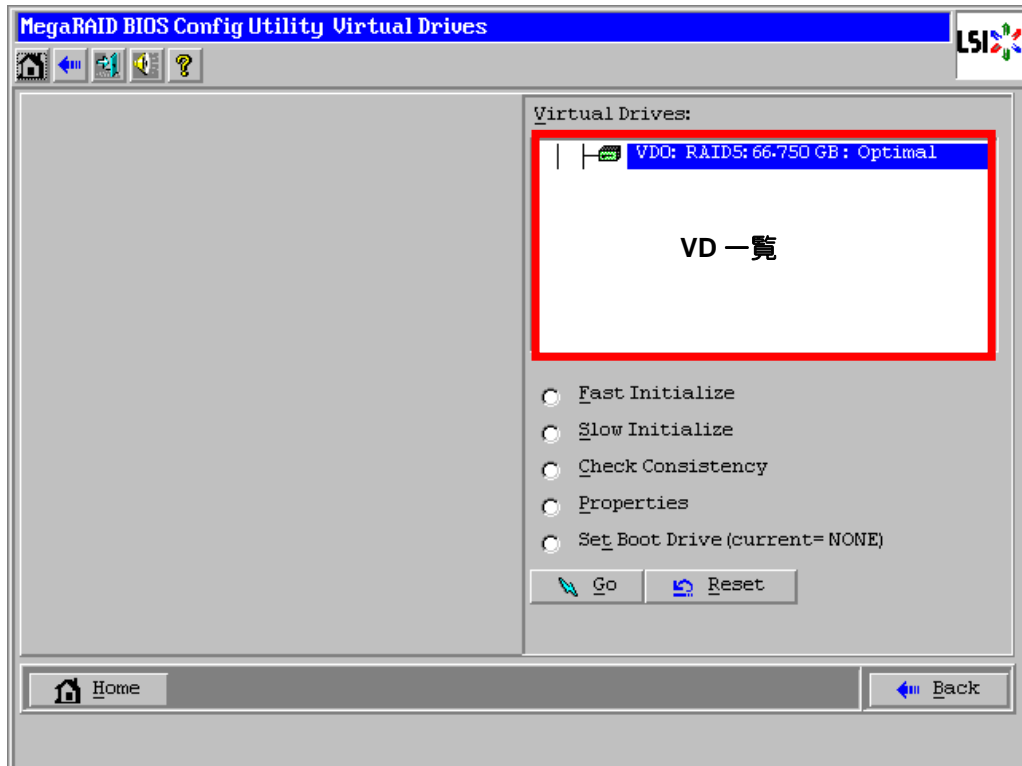 MegaRAID BIOS Config Utility Virtual Drives
LSI
Virtual Drives:
VD0: RAID5: 66.750 GB: Optimal
VD 一覧
Fast Initialize
Slow Initialize
Check Consistency
Properties
Set Boot Drive (current= NONE)
Go
Reset
Home
Back